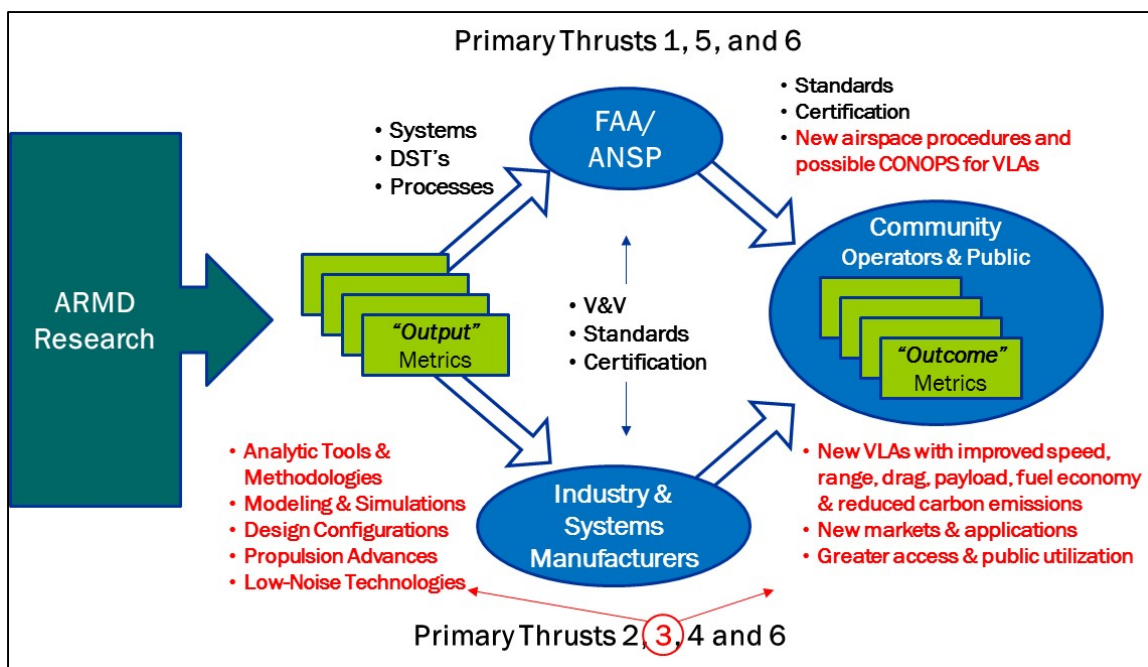 Primary Thrusts 1, 5, and 6
• Systems
• DST's
• Processes
FAA/
ANSP
• Standards
• Certification
• New airspace procedures and
possible CONOPS for VLAs
ARMD
Research
"Output"
Metrics
• V&V
• Standards
• Certification
Community
Operators & Public
"Outcome"
Metrics
• Analytic Tools &
Methodologies
• Modeling & Simulations
• Design Configurations
• Propulsion Advances
• Low-Noise Technologies
Industry &
Systems
Manufacturers
• New VLAs with improved speed,
range, drag, payload, fuel economy
& reduced carbon emissions
• New markets & applications
• Greater access & public utilization
Primary Thrusts 2, 3, 4 and 6